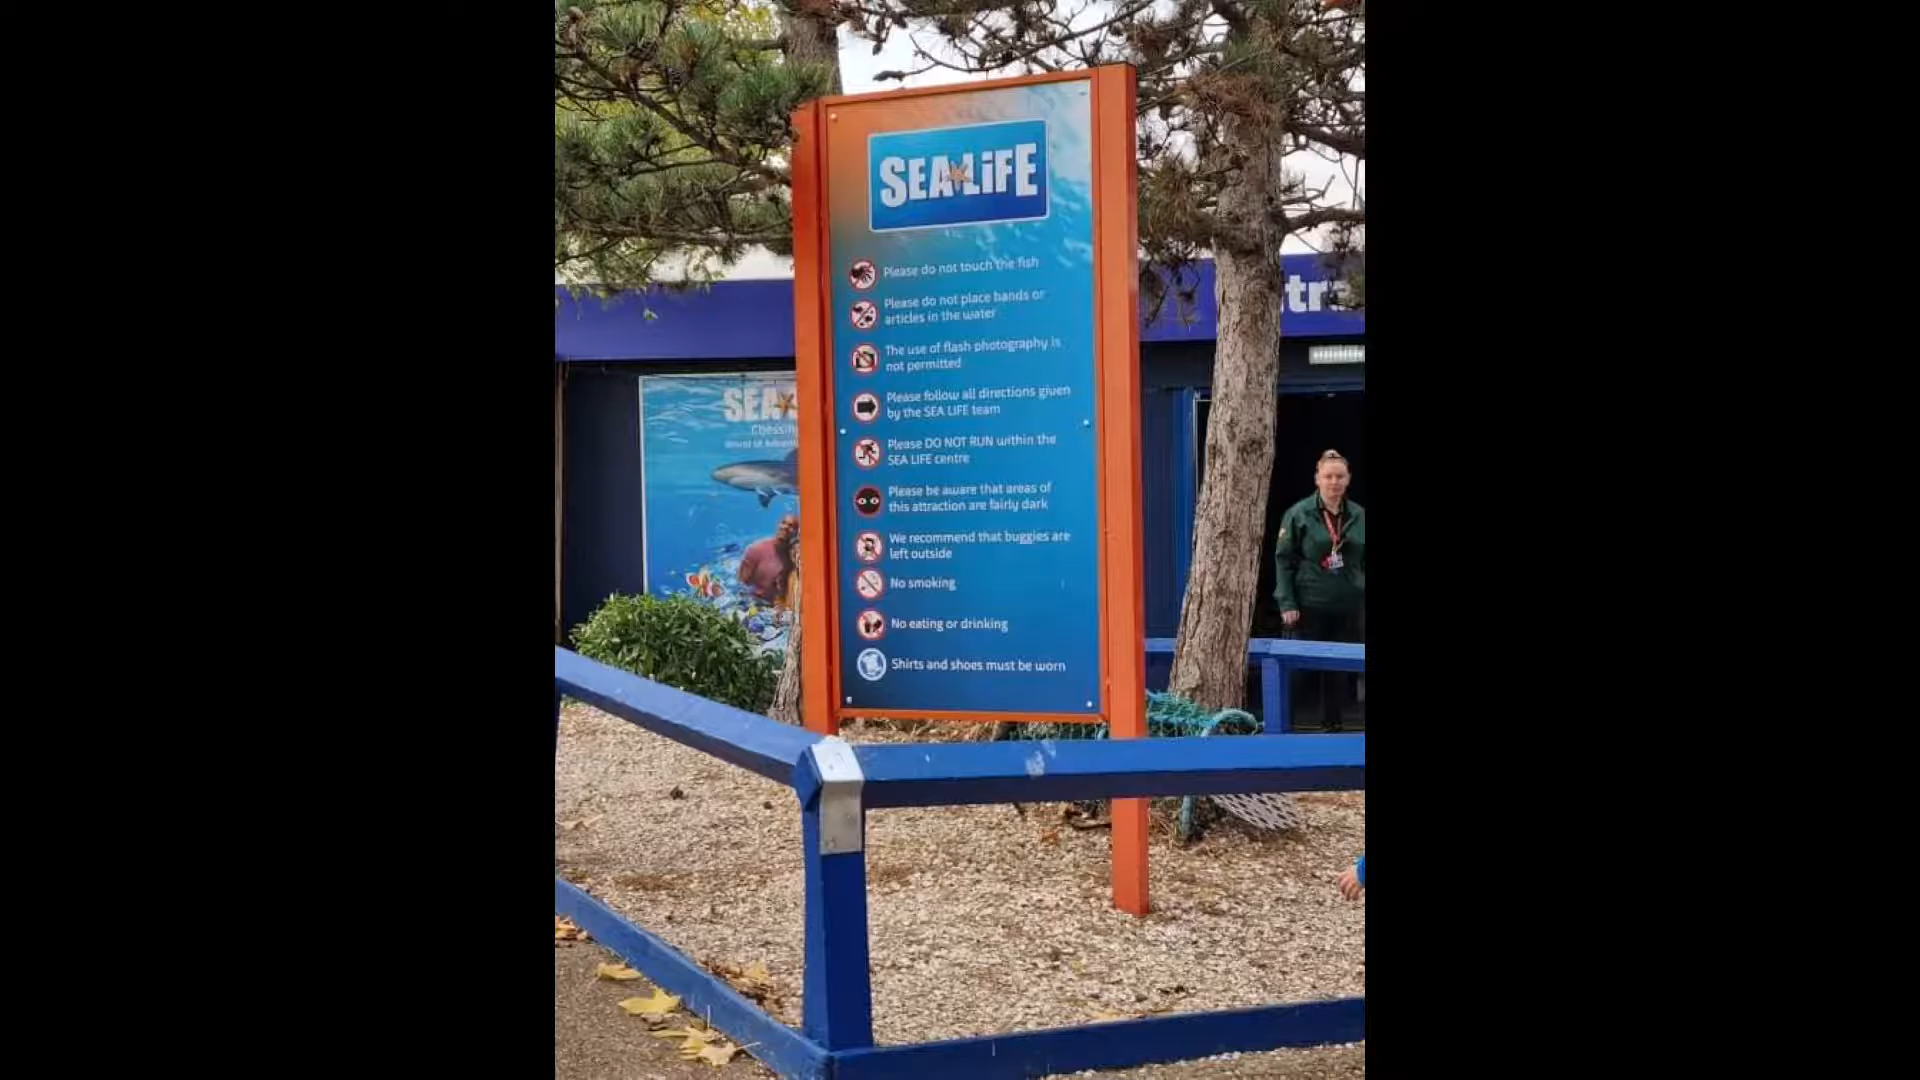 SEA LiFE
Please do not touch the fish
Please do not place hands or
articles in the water
The use of flash photography is
not permitted
Please follow all directions given
by the SEA LIFE team
Please DO NOT RUN within the
SEA LIFE centre
Please be aware that areas of
this attraction are fairly dark
We recommend that buggies are
left outside
No smoking
No eating or drinking
Shirts and shoes must be worn
SEA
Chessin
tra